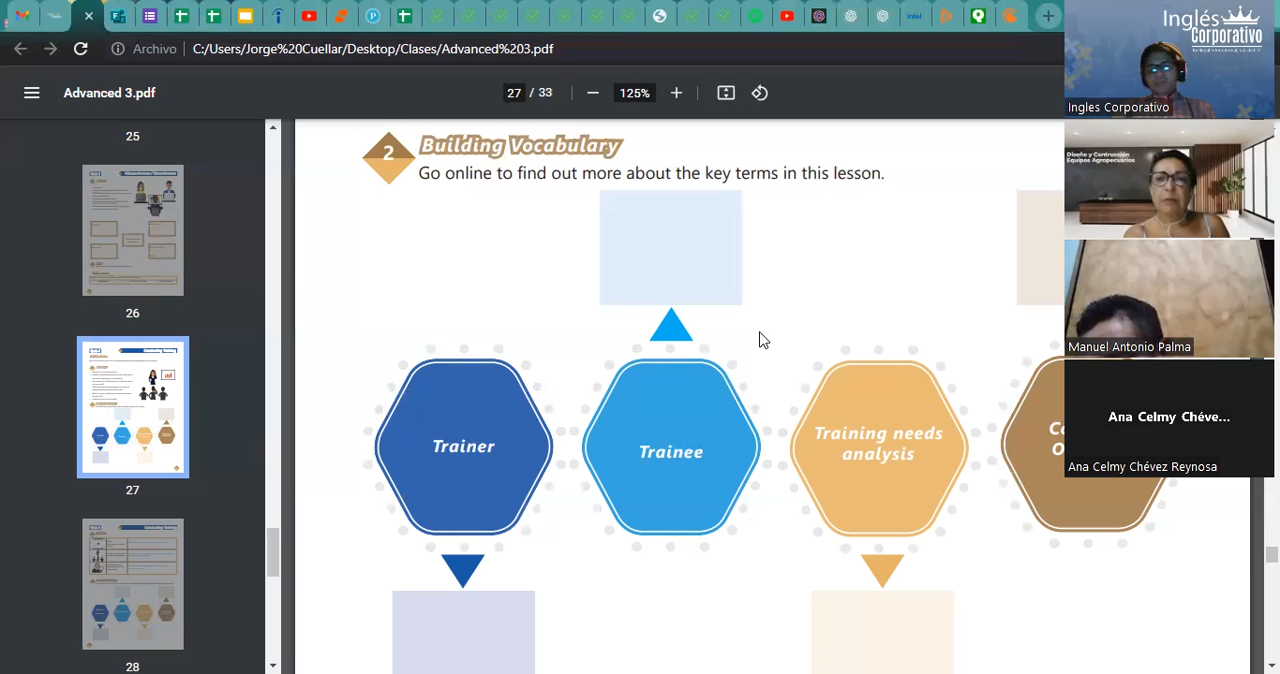 Archivo
C:/Users/Jorge%20Cuellar/Desktop/Clases/Advanced%203.pdf
Advanced 3.pdf
27 / 33
125%
25
26
27
28
2
Building Vocabulary
Go online to find out more about the key terms in this lesson.
Trainer
Trainee
Training needs
analysis
Inglés
Corporativo
Ingles Corporativo
Diseño y Contrucción
Equipos Agropecuarios
Manuel Antonio Palma
Ana Celmy Chéve...
Ana Celmy Chévez Reynosa